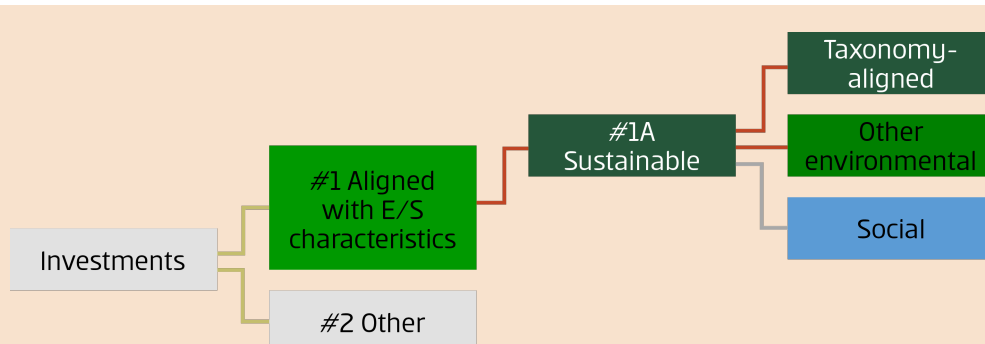 Taxonomy-
aligned
#1A
Sustainable
Other
environmental
#1 Aligned
with E/S
characteristics
Social
Investments
#2 Other